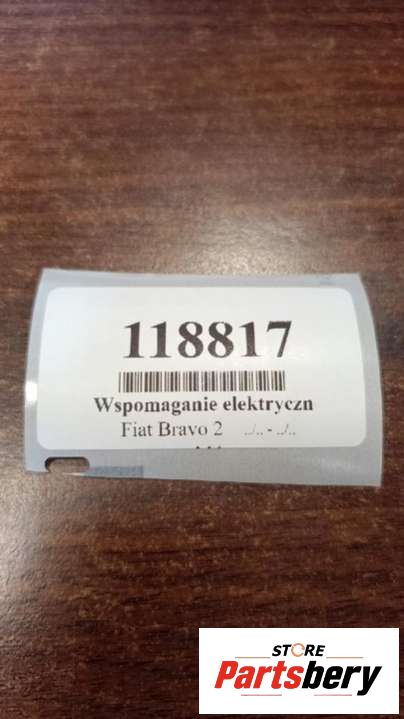 118817
Wspomaganie elektryczn
Fiat Bravo 2 ../.. - ../..
STORE
Partsbery